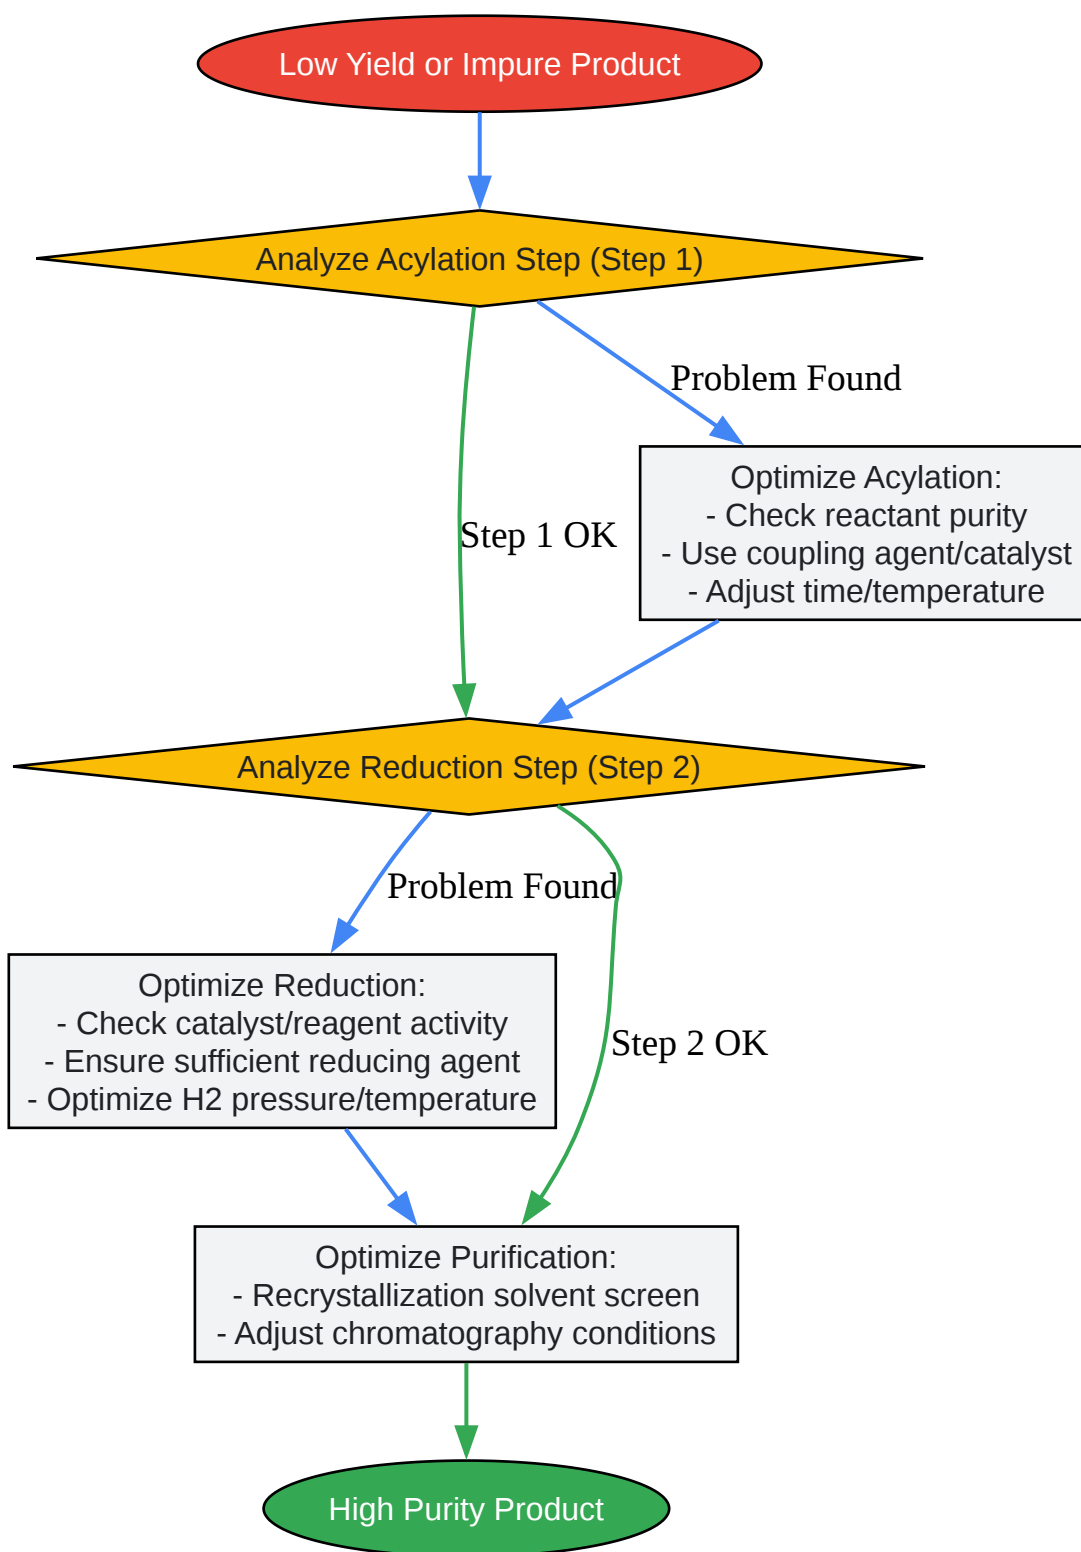 Low Yield or Impure Product
Analyze Acylation Step (Step 1)
Problem Found
Optimize Acylation:
- Check reactant purity
- Use coupling agent/catalyst
- Adjust time/temperature
Step 1 OK
Analyze Reduction Step (Step 2)
Problem Found
Optimize Reduction:
- Check catalyst/reagent activity
- Ensure sufficient reducing agent
- Optimize H2 pressure/temperature
Step 2 OK
Optimize Purification:
- Recrystallization solvent screen
- Adjust chromatography conditions
High Purity Product